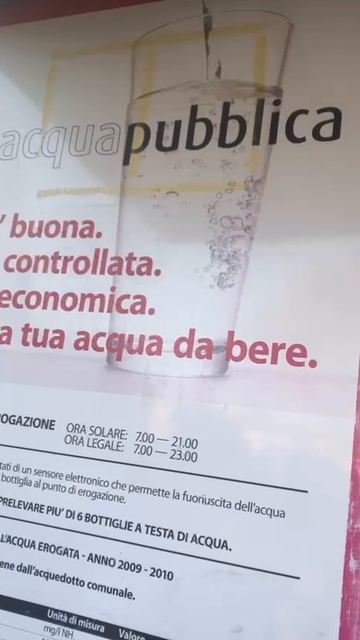 acquapubblica
' buona.
controllata.
economica.
a tua acqua da bere.
OGAZIONE
ORA SOLARE: 7.00 — 21.00
ORA LEGALE: 7.00 — 23.00
tati di un sensore elettronico che permette la fuoriuscita dell'acqua
bottiglia al punto di erogazione.
PRELEVARE PIU' DI 6 BOTTIGLIE A TESTA DI ACQUA.
L'ACQUA EROGATA - ANNO 2009 - 2010
ene dall'acquedotto comunale.
Unità di misura Valore
mg/l NH